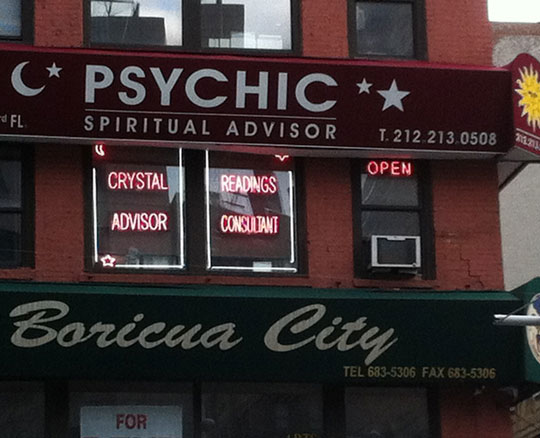 PSYCHIC
rd FL.
SPIRITUAL ADVISOR
T. 212.213.0508
CRYSTAL
ADVISOR
READINGS
CONSULTANT
OPEN
Boricua City
TEL 683-5306 FAX 683-5306
FOR